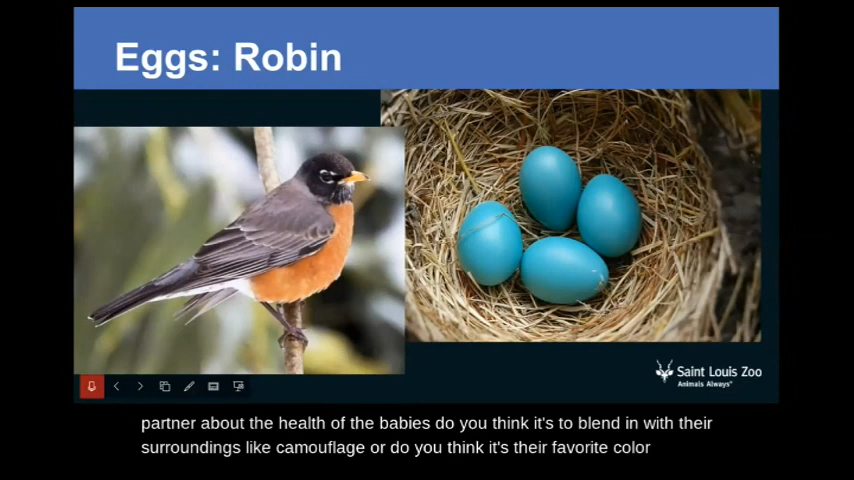 Eggs: Robin
Saint Louis Zoo
Animals Always
partner about the health of the babies do you think it's to blend in with their
surroundings like camouflage or do you think it's their favorite color